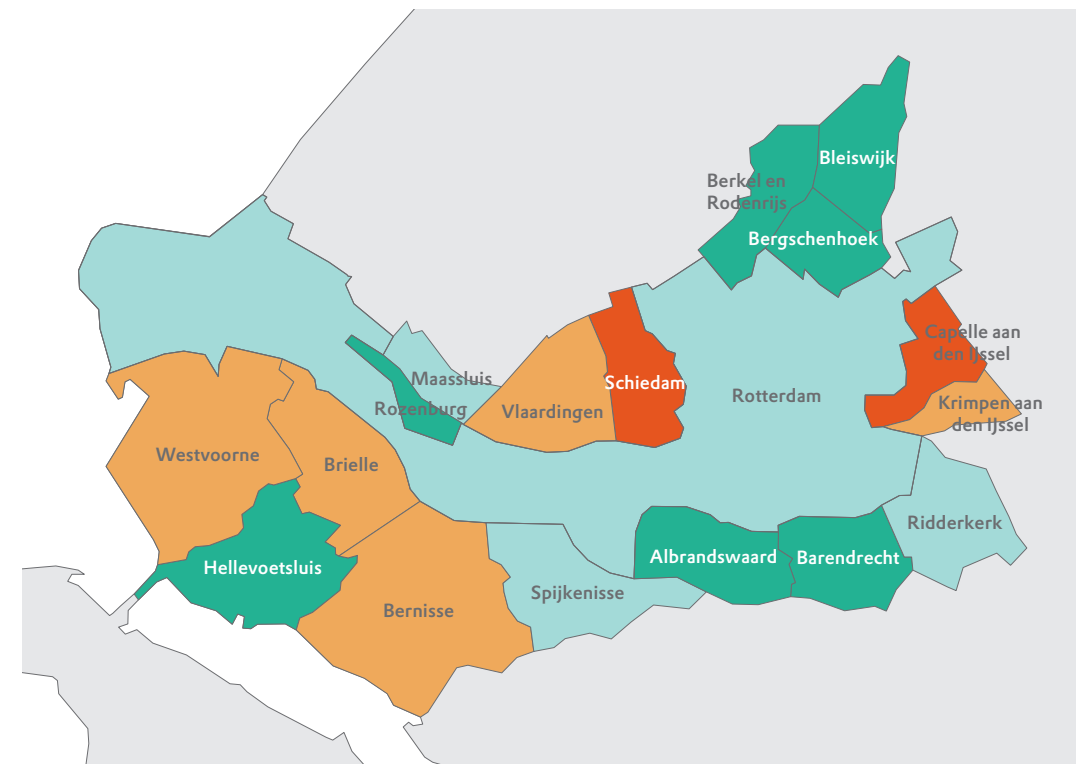 Bleiswijk
Berkel en
Rodenrijs
Bergschenhoek
Capelle aan
den IJssel
Maassluis
Schiedam
Rotterdam
Krimpen aan
den IJssel
Rozenburg
Vlaardingen
Westvoorne
Brielle
Ridderkerk
Albrandswaard
Barendrecht
Hellevoetsluis
Spijkenisse
Bernisse